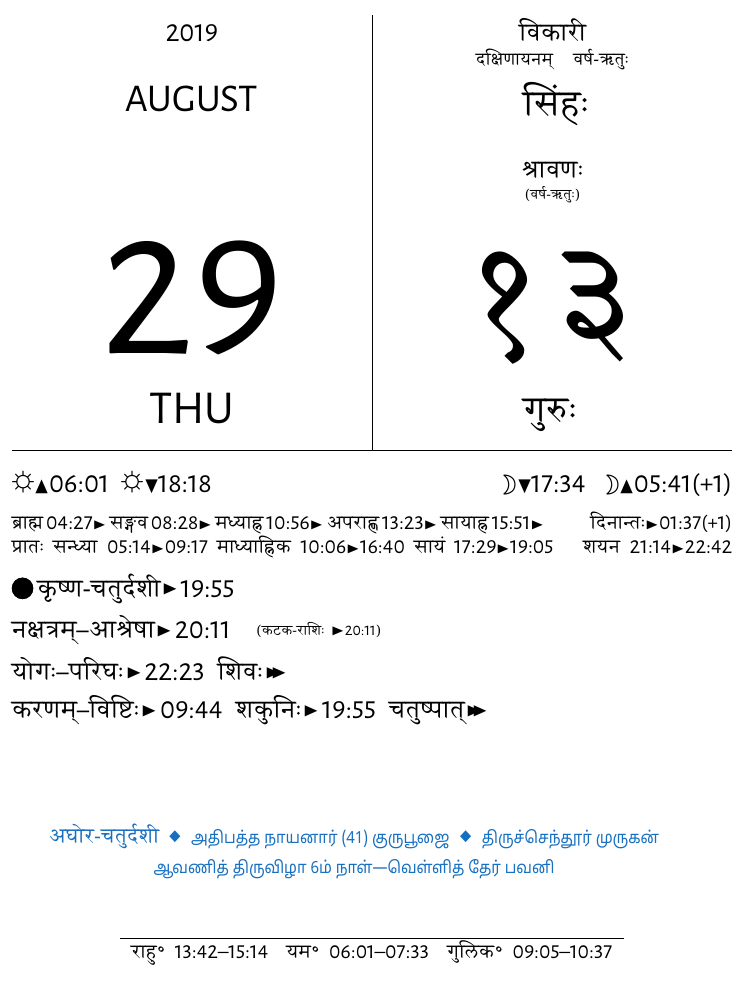 2019
AUGUST
29
THU
विकारी
दक्षिणायनम् वर्ष-ऋतुः
सिंहः
श्रावणः
(वर्ष-ऋतुः)
१३
गुरुः
☼▲06:01 ☼▼18:18 ☽▼17:34 ☽▲05:41(+1)
ब्राह्म 04:27► सङ्गव 08:28► मध्याह्न 10:56► अपराह्ण 13:23► सायाह्न 15:51► दिनान्तः►01:37(+1)
प्रातः सन्ध्या 05:14►09:17 माध्याह्निक 10:06►16:40 सायं 17:29►19:05 शयन 21:14►22:42
●कृष्ण-चतुर्दशी►19:55
नक्षत्रम्–आश्रेषा►20:11 (कटक-राशिः ►20:11)
योगः–परिघः►22:23 शिवः►►
करणम्–विष्टिः►09:44 शकुनिः►19:55 चतुष्पात्►►
अघोर-चतुर्दशी ◆ அதிபத்த நாயனார் (41) குருபூஜை ◆ திருச்செந்தூர் முருகன்
ஆவணித் திருவிழா 6ம் நாள்—வெள்ளித் தேர் பவனி
राहु° 13:42–15:14 यम° 06:01–07:33 गुलिक° 09:05–10:37